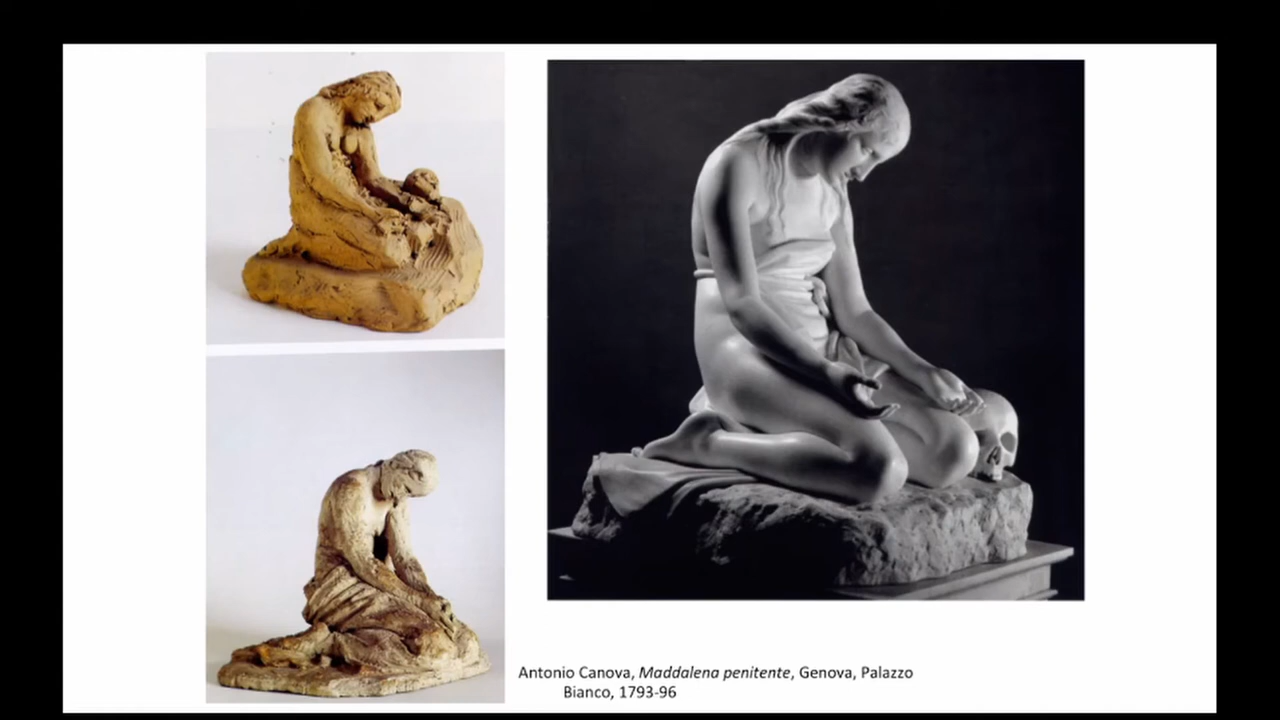 Antonio Canova, Maddalena penitente, Genova, Palazzo
Bianco, 1793-96